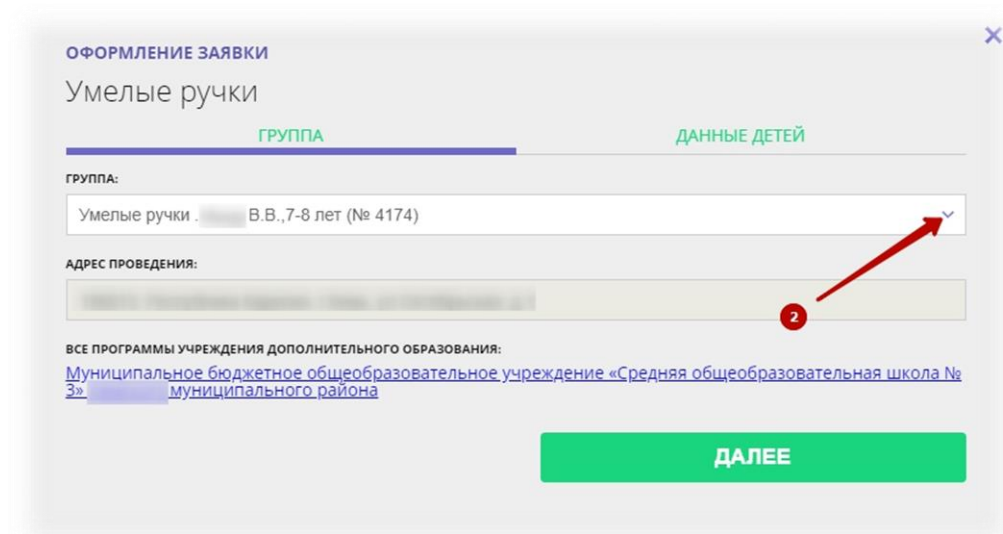 ОФОРМЛЕНИЕ ЗАЯВКИ
Умелые ручки
ГРУППА
ДАННЫЕ ДЕТЕЙ
ГРУППА:
Умелые ручки . В.В.,7-8 лет (№ 4174)
АДРЕС ПРОВЕДЕНИЯ:
2
ВСЕ ПРОГРАММЫ УЧРЕЖДЕНИЯ ДОПОЛНИТЕЛЬНОГО ОБРАЗОВАНИЯ:
Муниципальное бюджетное общеобразовательное учреждение «Средняя общеобразовательная школа №
3» муниципального района
ДАЛЕЕ